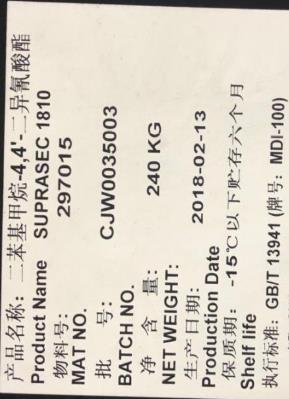 产品名称: 二苯基甲烷-4,4'-二异氰酸酯
Product Name SUPRASEC 1810
物料号:
MAT NO. 297015
批 号:
BATCH NO. CJW0035003
净 含 量:
NET WEIGHT: 240 KG
生产日期:
Production Date 2018-02-13
保质期: -15℃以下贮存六个月
Shelf life
执行标准: GB/T 13941 (牌号: MDI-100)